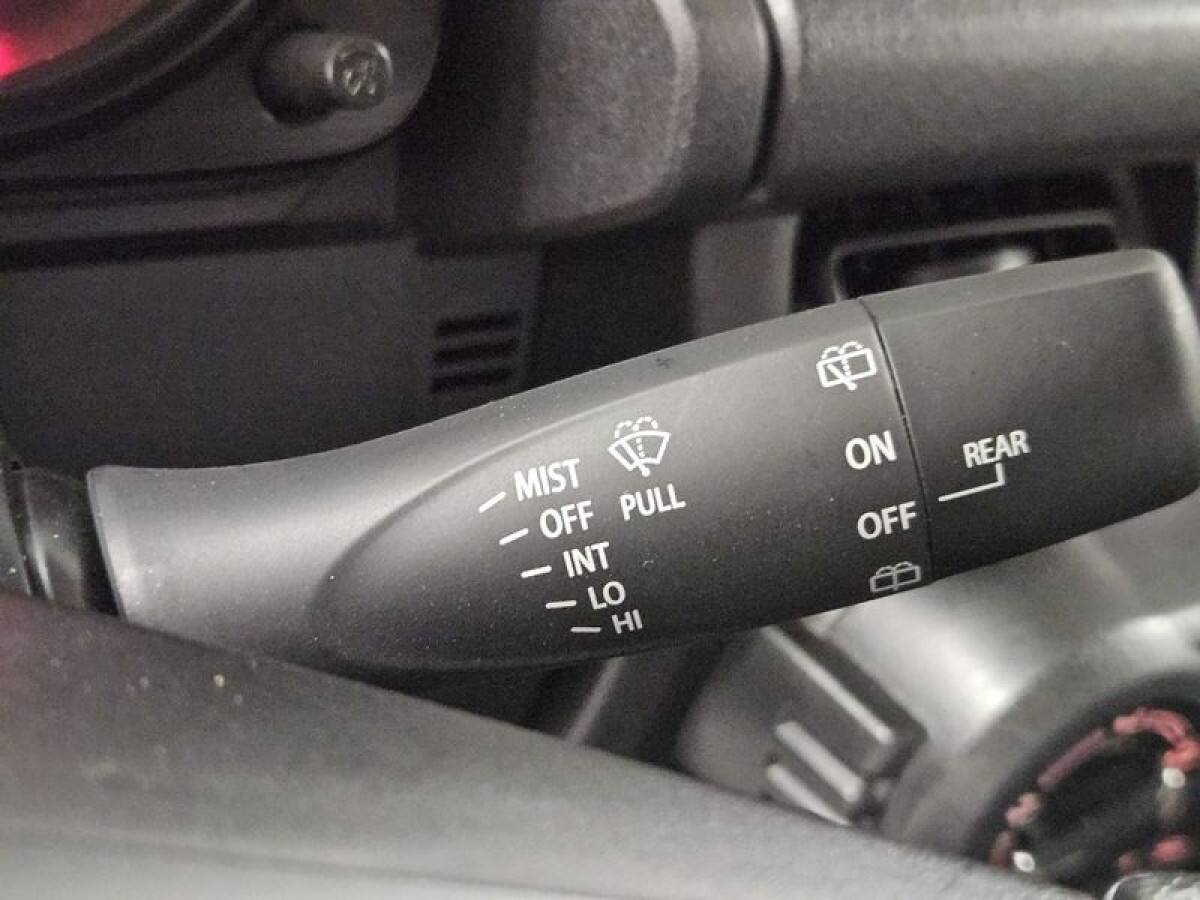 MIST
OFF
INT
LO
HI
PULL
ON
OFF
REAR